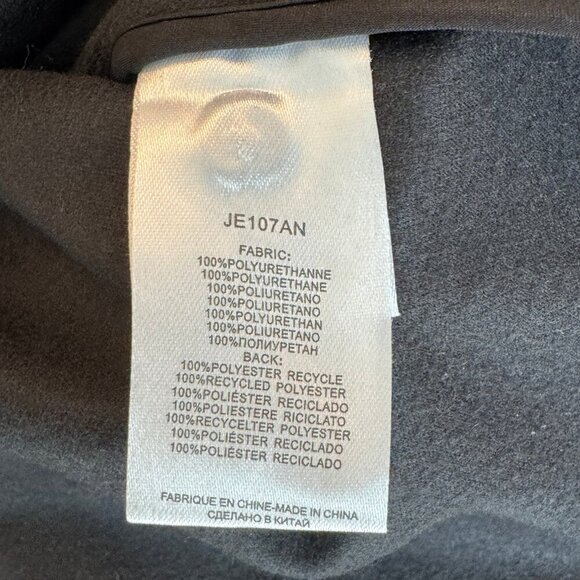 JE107AN
FABRIC:
100%POLYURETHANNE
100%POLYURETHANE
100%POLIURETANO
100%POLIURETANO
100%POLYURETHAN
100%POLIURETANO
100%ПОЛИУРЕТАН
BACK:
100%POLYESTER RECYCLE
100%RECYCLED POLYESTER
100%POLIÉSTER RECICLADO
100%POLIESTERE RICICLATO
100%RECYCELTER POLYESTER
100%POLIÉSTER RECICLADO
100%POLIÉSTER RECICLADO
FABRIQUE EN CHINE-MADE IN CHINA
СДЕЛАНО В КИТАЙ